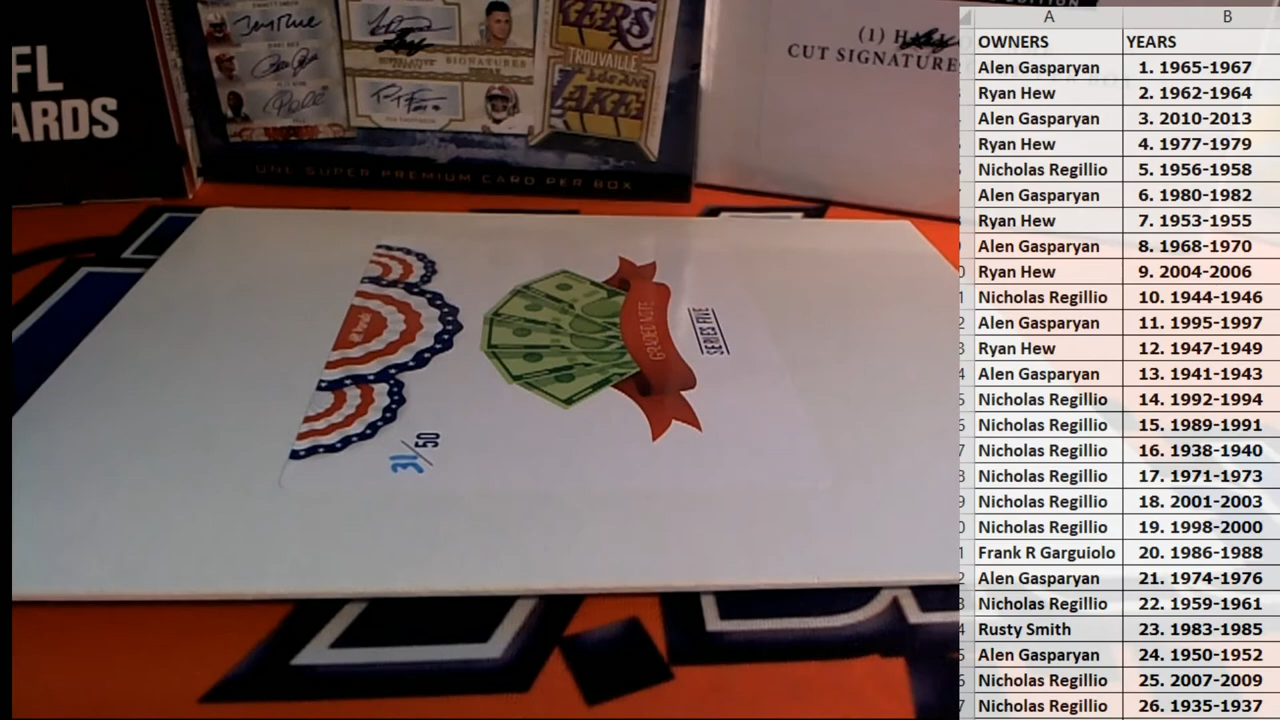 FL
ARDS
SIGNATURES
TROUVAILLE
ONE SUPER PREMIUM CARD PER BOX
(1)
CUT SIGNATURE
EDITION
GRADED NOTE
SERIES FIVE
31/50
A B
OWNERS YEARS
Alen Gasparyan 1. 1965-1967
Ryan Hew 2. 1962-1964
Alen Gasparyan 3. 2010-2013
Ryan Hew 4. 1977-1979
Nicholas Regillio 5. 1956-1958
Alen Gasparyan 6. 1980-1982
Ryan Hew 7. 1953-1955
Alen Gasparyan 8. 1968-1970
Ryan Hew 9. 2004-2006
Nicholas Regillio 10. 1944-1946
Alen Gasparyan 11. 1995-1997
Ryan Hew 12. 1947-1949
Alen Gasparyan 13. 1941-1943
Nicholas Regillio 14. 1992-1994
Nicholas Regillio 15. 1989-1991
Nicholas Regillio 16. 1938-1940
Nicholas Regillio 17. 1971-1973
Nicholas Regillio 18. 2001-2003
Nicholas Regillio 19. 1998-2000
Frank R Garguiolo 20. 1986-1988
Alen Gasparyan 21. 1974-1976
Nicholas Regillio 22. 1959-1961
Rusty Smith 23. 1983-1985
Alen Gasparyan 24. 1950-1952
Nicholas Regillio 25. 2007-2009
Nicholas Regillio 26. 1935-1937